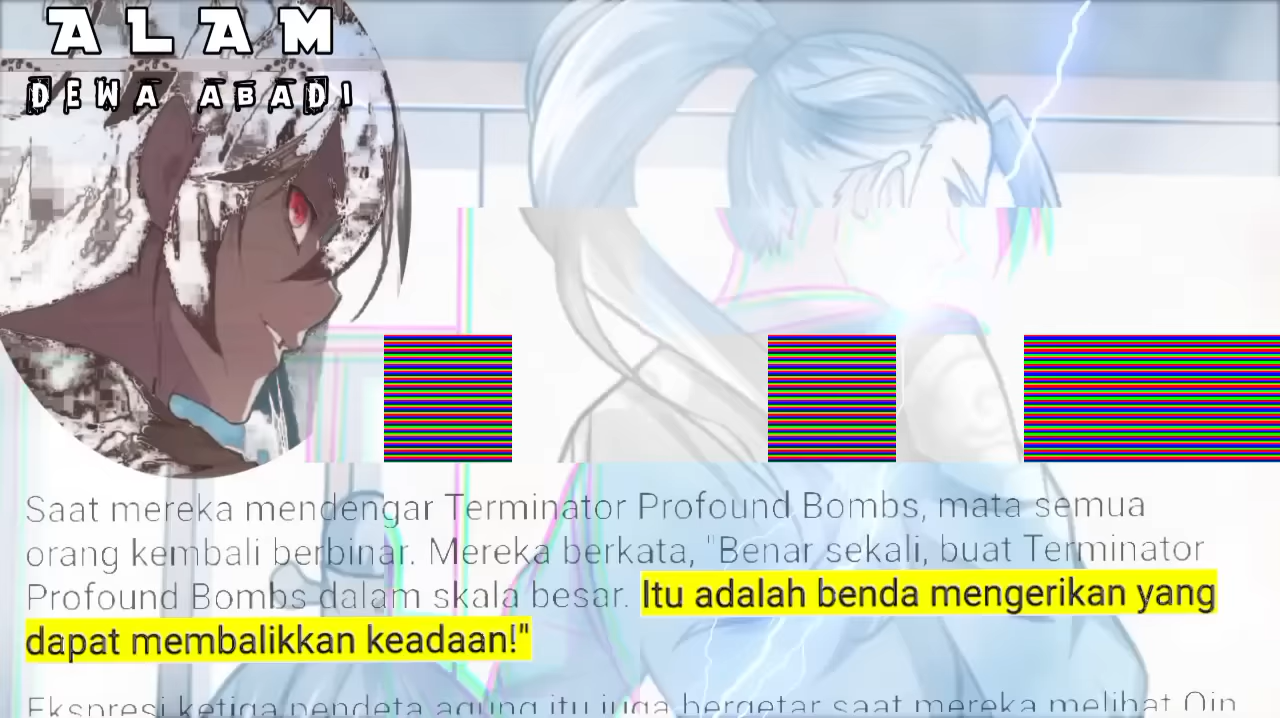 ALAM
DEWA ABADI
Saat mereka mendengar Terminator Profound Bombs, mata semua
orang kembali berbinar. Mereka berkata, "Benar sekali, buat Terminator
Profound Bombs dalam skala besar. Itu adalah benda mengerikan yang
dapat membalikkan keadaan!"
Ekspresi ketiga pendeta agung itu juga bergetar saat mereka melihat Qin